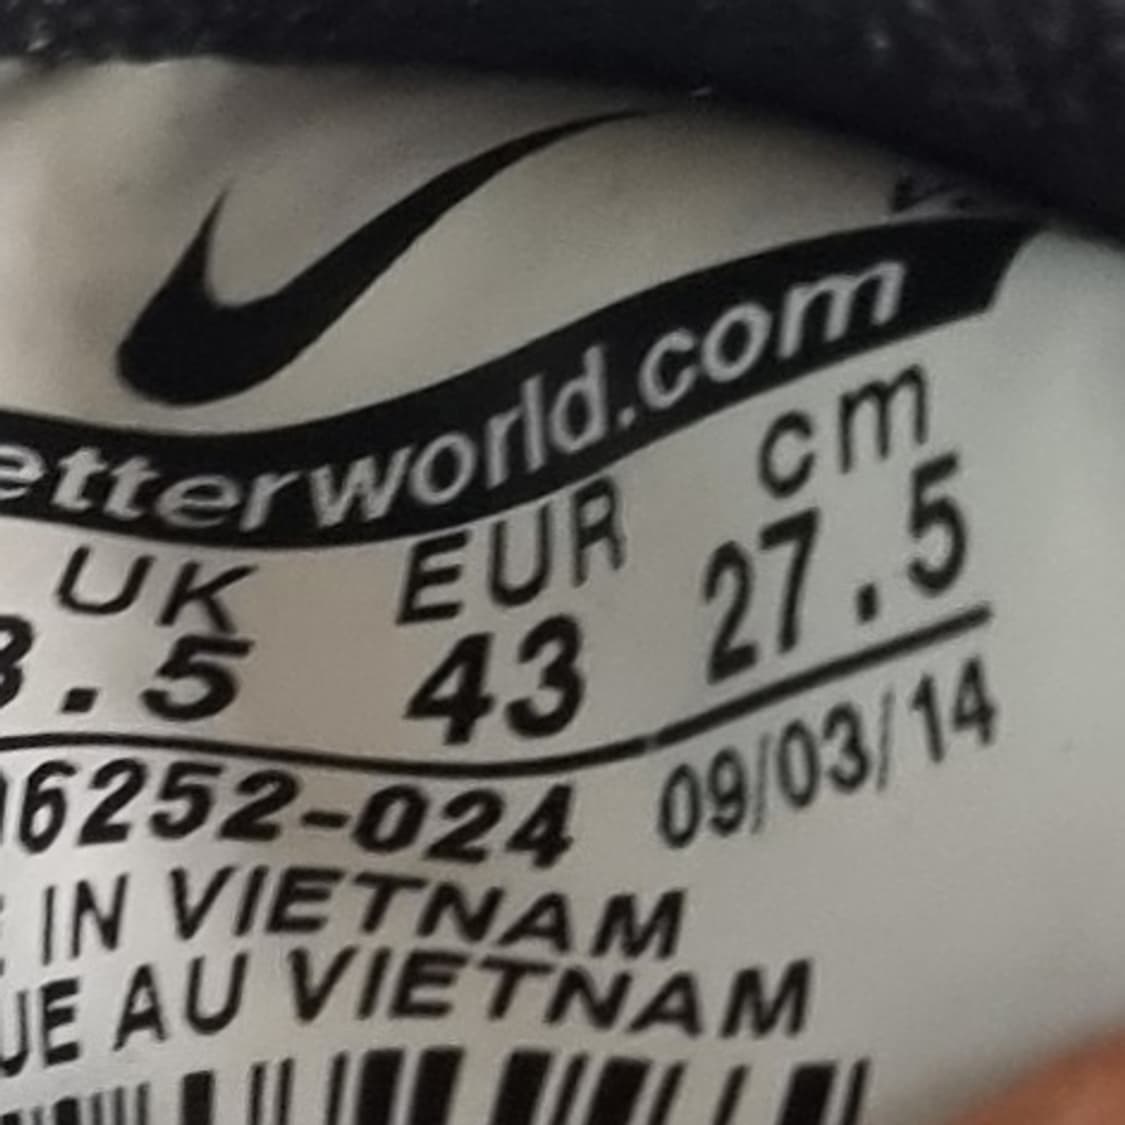 etterworld.com
UK EUR cm
8.5 43 27.5
6252-024 09/03/14
IN VIETNAM
UE AU VIETNAM